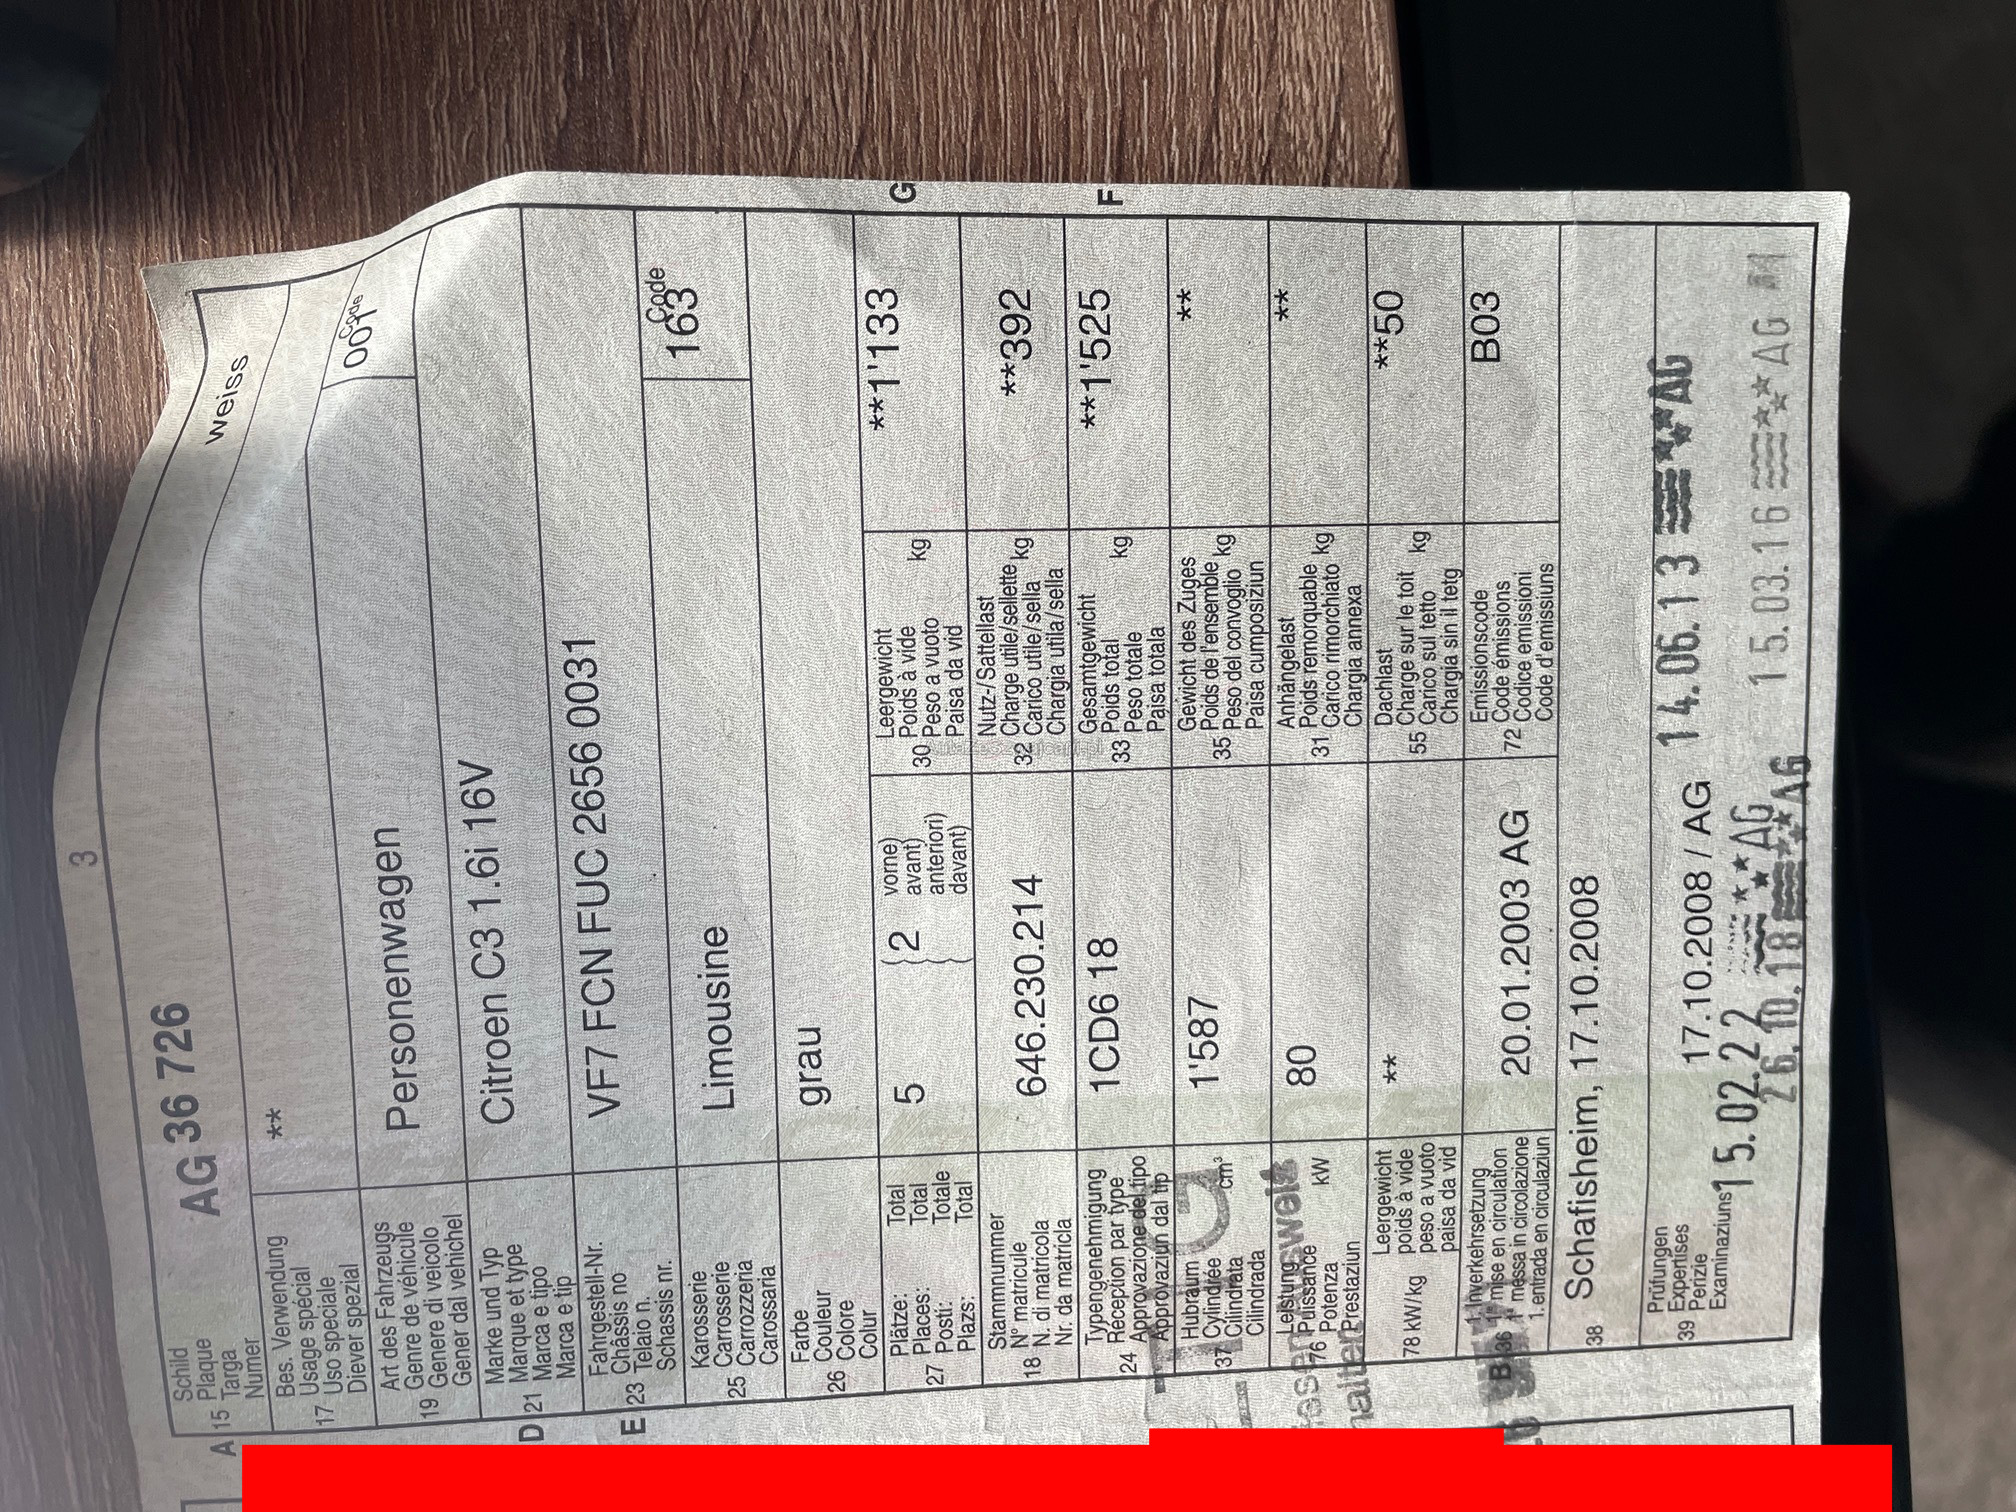 3
Schild
A 15 Plaque
Targa
Numer
AG 36 726
weiss
Bes. Verwendung
17 Usage spécial
Uso speciale
Diever spezial
**
Art des Fahrzeugs
19 Genre de véhicule
Genere di veicolo
Gener dal vehichel
Personenwagen
Code
001
Marke und Typ
D 21 Marque et type
Marca e tipo
Marca e tip
Citroen C3 1.6i 16V
Fahrgestell-Nr.
E 23 Châssis no
Telaio n.
Schassis nr.
VF7 FCN FUC 2656 0031
Karosserie
25 Carrosserie
Carrozzeria
Carossaria
Limousine
Code
163
Farbe
26 Couleur
Colore
Colur
grau
Plätze: Total
27 Places: Total
Posti: Totale
Plazs: Total
5
2
vorne)
avant)
anteriori)
davant)
Leergewicht
Poids à vide
30 Peso a vuoto kg
Paisa da vid
**1'133
G
Stammnummer
18 N° matricule
N. di matricola
Nr. da matricla
646.230.214
Nutz-/Sattellast
Charge utile/sellette
32 Carico utile/sella kg
Chargia utila/sella
**392
Typengenehmigung
24 Réception par type
Approvazione del tipo
Approvaziun dal tip
1CD6 18
Gesamtgewicht
33 Poids total kg
Peso totale
Paisa totala
**1'525
F
Hubraum
37 Cylindrée cm³
Cilindrata
Cilindrada
1'587
Gewicht des Zuges
Poids de l'ensemble
35 Peso del convoglio kg
Paisa cumposiziun
**
Leistung
76 Puissance kW
Potenza
Prestaziun
80
Anhängelast
Poids remorquable
31 Carico rimorchiato kg
Chargia annexa
**
78 kW/kg
Leergewicht
poids à vide
peso a vuoto
paisa da vid
**
Dachlast
Charge sur le toit
55 Carico sul tetto kg
Chargia sin il tetg
**50
B 36 1. Inverkehrsetzung
1re mise en circulation
1a messa in circolazione
1. entrada en circulaziun
20.01.2003 AG
Emissionscode
Code émissions
72 Codice emissioni
Code d'emissiuns
B03
38 Schafisheim, 17.10.2008
Prüfungen
39 Expertises
Perizie
Examinaziuns
17.10.2008 / AG
14.06.13 ***AG
15.02.22 ***AG
15.03.16 ***AG
26.10.18 ***AG